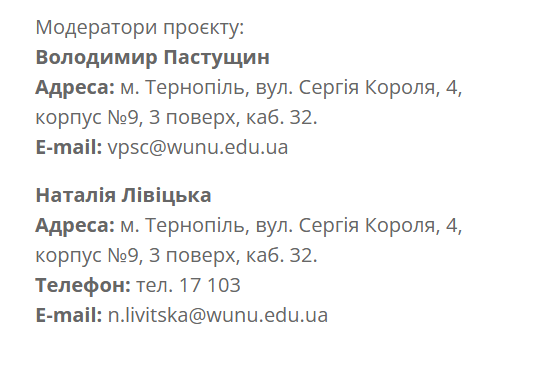 Модератори проєкту:
Володимир Пастущин
Адреса: м. Тернопіль, вул. Сергія Короля, 4,
корпус №9, 3 поверх, каб. 32.
E-mail: vpsc@wunu.edu.ua
Наталія Лівіцька
Адреса: м. Тернопіль, вул. Сергія Короля, 4,
корпус №9, 3 поверх, каб. 32.
Телефон: тел. 17 103
E-mail: n.livitska@wunu.edu.ua